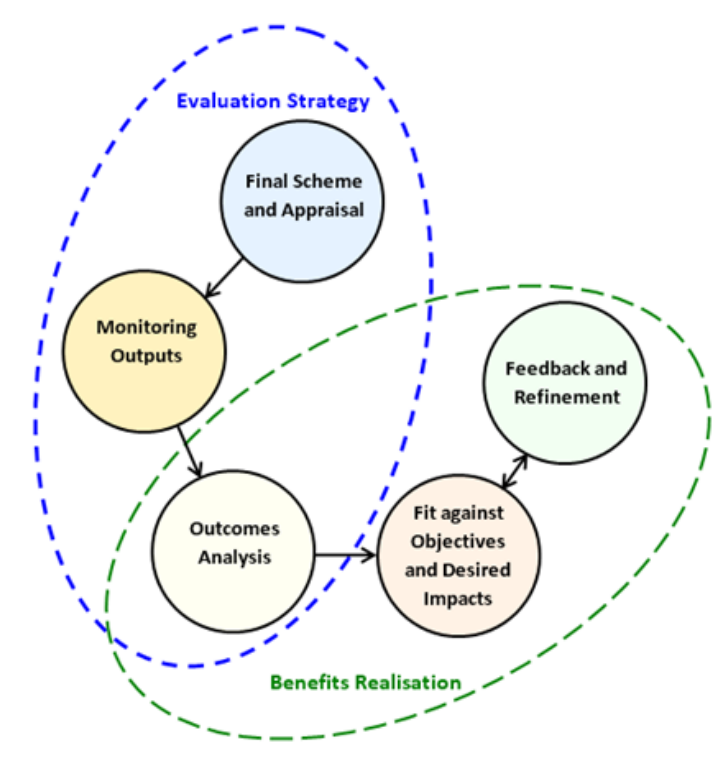 Evaluation Strategy
Final Scheme
and Appraisal
Monitoring
Outputs
Feedback and
Refinement
Outcomes
Analysis
Fit against
Objectives
and Desired
Impacts
Benefits Realisation